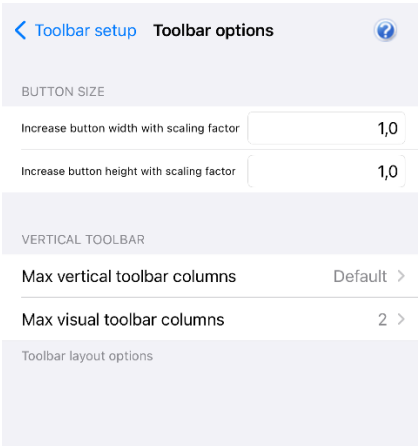 Toolbar setup Toolbar options ?
BUTTON SIZE
Increase button width with scaling factor 1,0
Increase button height with scaling factor 1,0
VERTICAL TOOLBAR
Max vertical toolbar columns Default
Max visual toolbar columns 2
Toolbar layout options